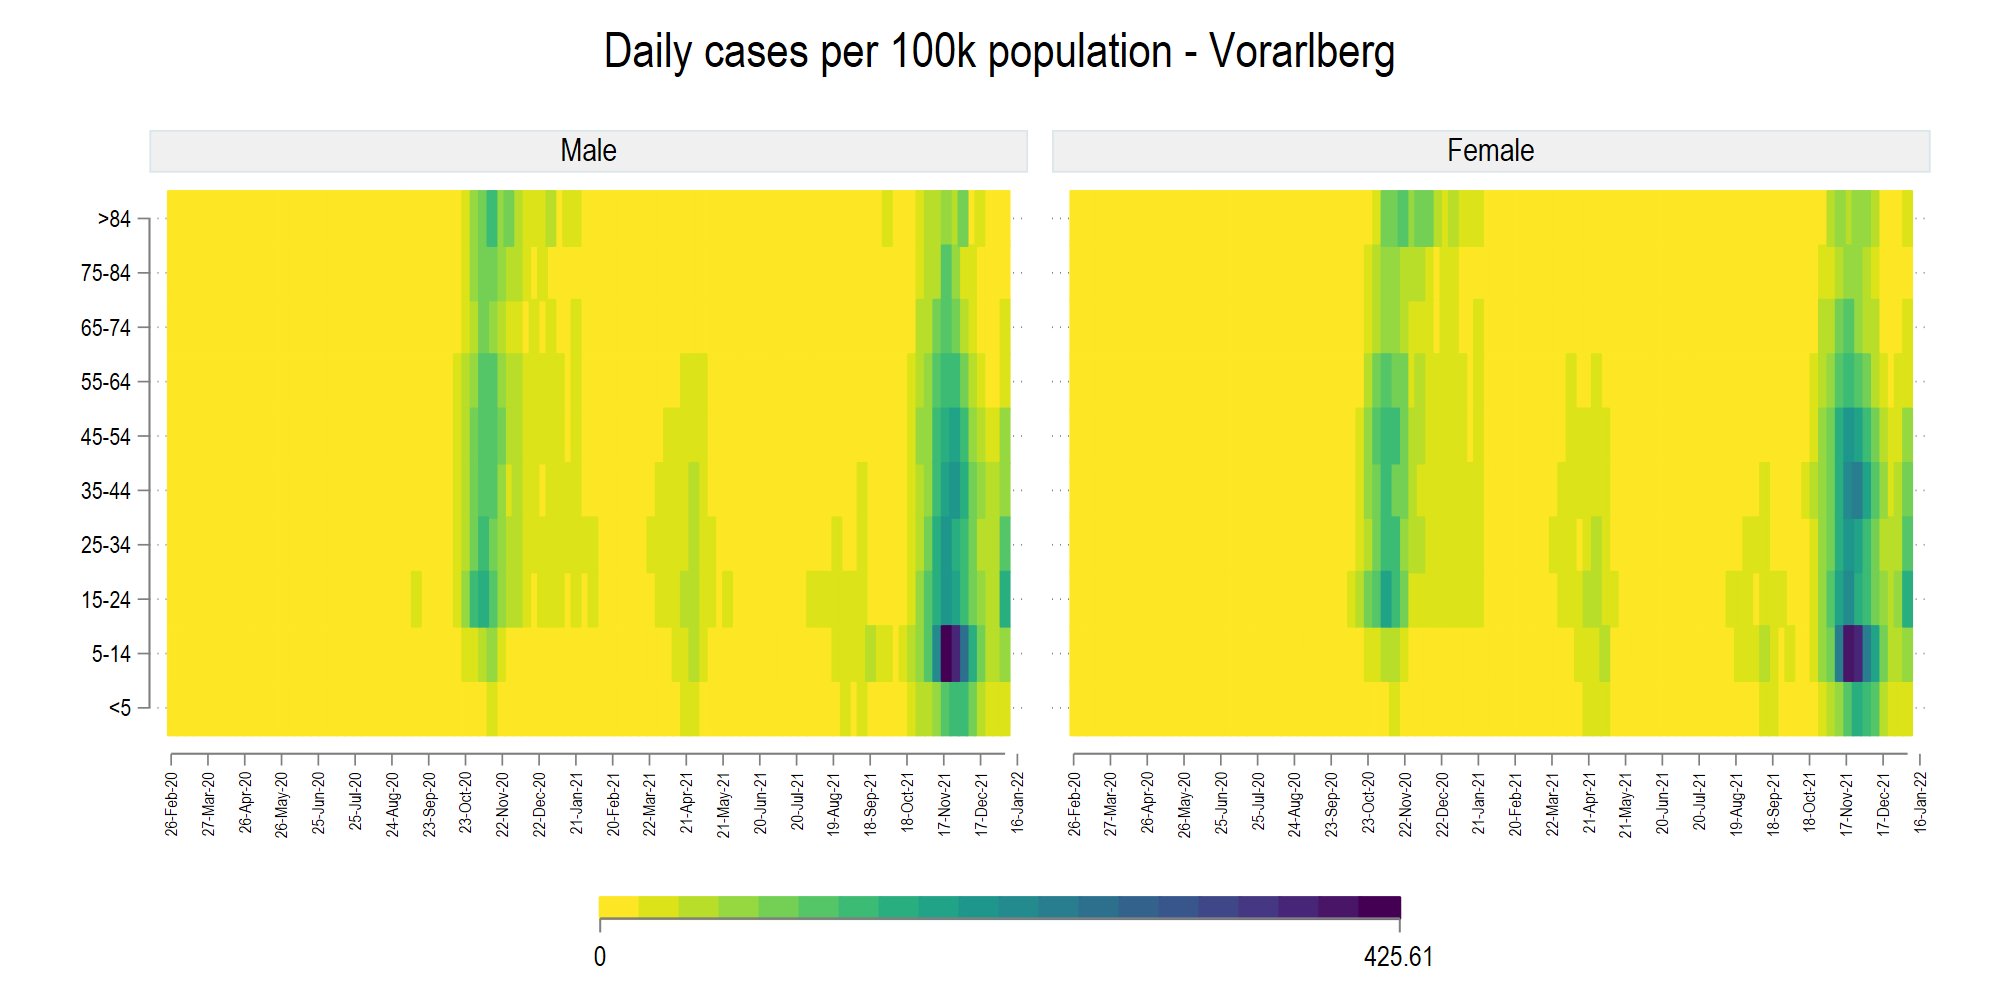 Daily cases per 100k population - Vorarlberg
Male
Female
>84
75-84
65-74
55-64
45-54
35-44
25-34
15-24
5-14
<5
26-Feb-20
27-Mar-20
26-Apr-20
26-May-20
25-Jun-20
25-Jul-20
24-Aug-20
23-Sep-20
23-Oct-20
22-Nov-20
22-Dec-20
21-Jan-21
20-Feb-21
22-Mar-21
21-Apr-21
21-May-21
20-Jun-21
20-Jul-21
19-Aug-21
18-Sep-21
18-Oct-21
17-Nov-21
17-Dec-21
16-Jan-22
26-Feb-20
27-Mar-20
26-Apr-20
26-May-20
25-Jun-20
25-Jul-20
24-Aug-20
23-Sep-20
23-Oct-20
22-Nov-20
22-Dec-20
21-Jan-21
20-Feb-21
22-Mar-21
21-Apr-21
21-May-21
20-Jun-21
20-Jul-21
19-Aug-21
18-Sep-21
18-Oct-21
17-Nov-21
17-Dec-21
16-Jan-22
0
425.61